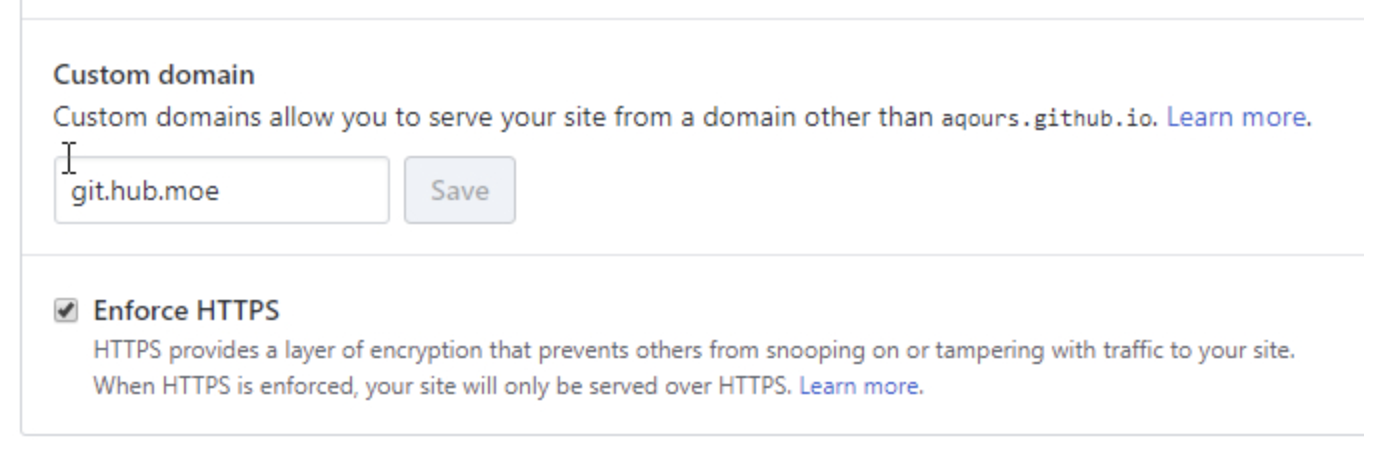 Custom domain
Custom domains allow you to serve your site from a domain other than aqours.github.io. Learn more.
git.hub.moe
Save
Enforce HTTPS
HTTPS provides a layer of encryption that prevents others from snooping on or tampering with traffic to your site.
When HTTPS is enforced, your site will only be served over HTTPS. Learn more.